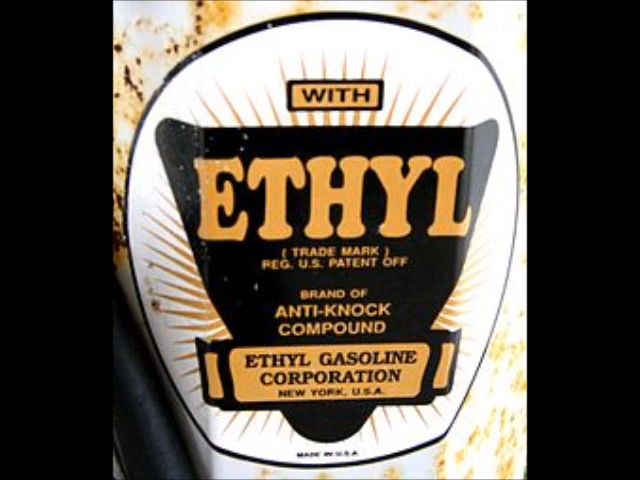 WITH
ETHYL
( TRADE MARK )
REG. U.S. PATENT OFF
BRAND OF
ANTI-KNOCK
COMPOUND
ETHYL GASOLINE
CORPORATION
NEW YORK, U.S.A.
MADE IN U.S.A